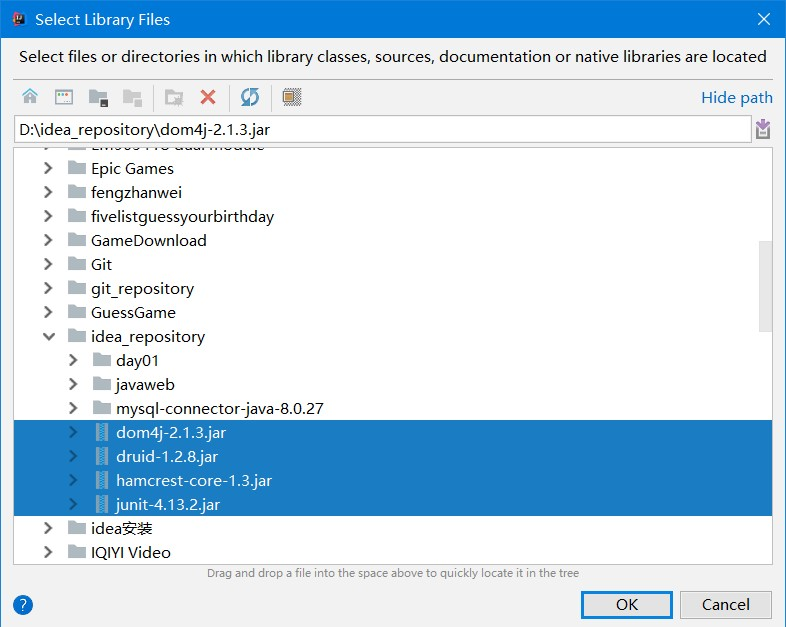 Select Library Files
Select files or directories in which library classes, sources, documentation or native libraries are located
Hide path
D:\idea_repository\dom4j-2.1.3.jar
Epic Games
fengzhanwei
fivelistguessyourbirthday
GameDownload
Git
git_repository
GuessGame
idea_repository
day01
javaweb
mysql-connector-java-8.0.27
dom4j-2.1.3.jar
druid-1.2.8.jar
hamcrest-core-1.3.jar
junit-4.13.2.jar
idea安装
IQIYI Video
Drag and drop a file into the space above to quickly locate it in the tree
?
OK
Cancel